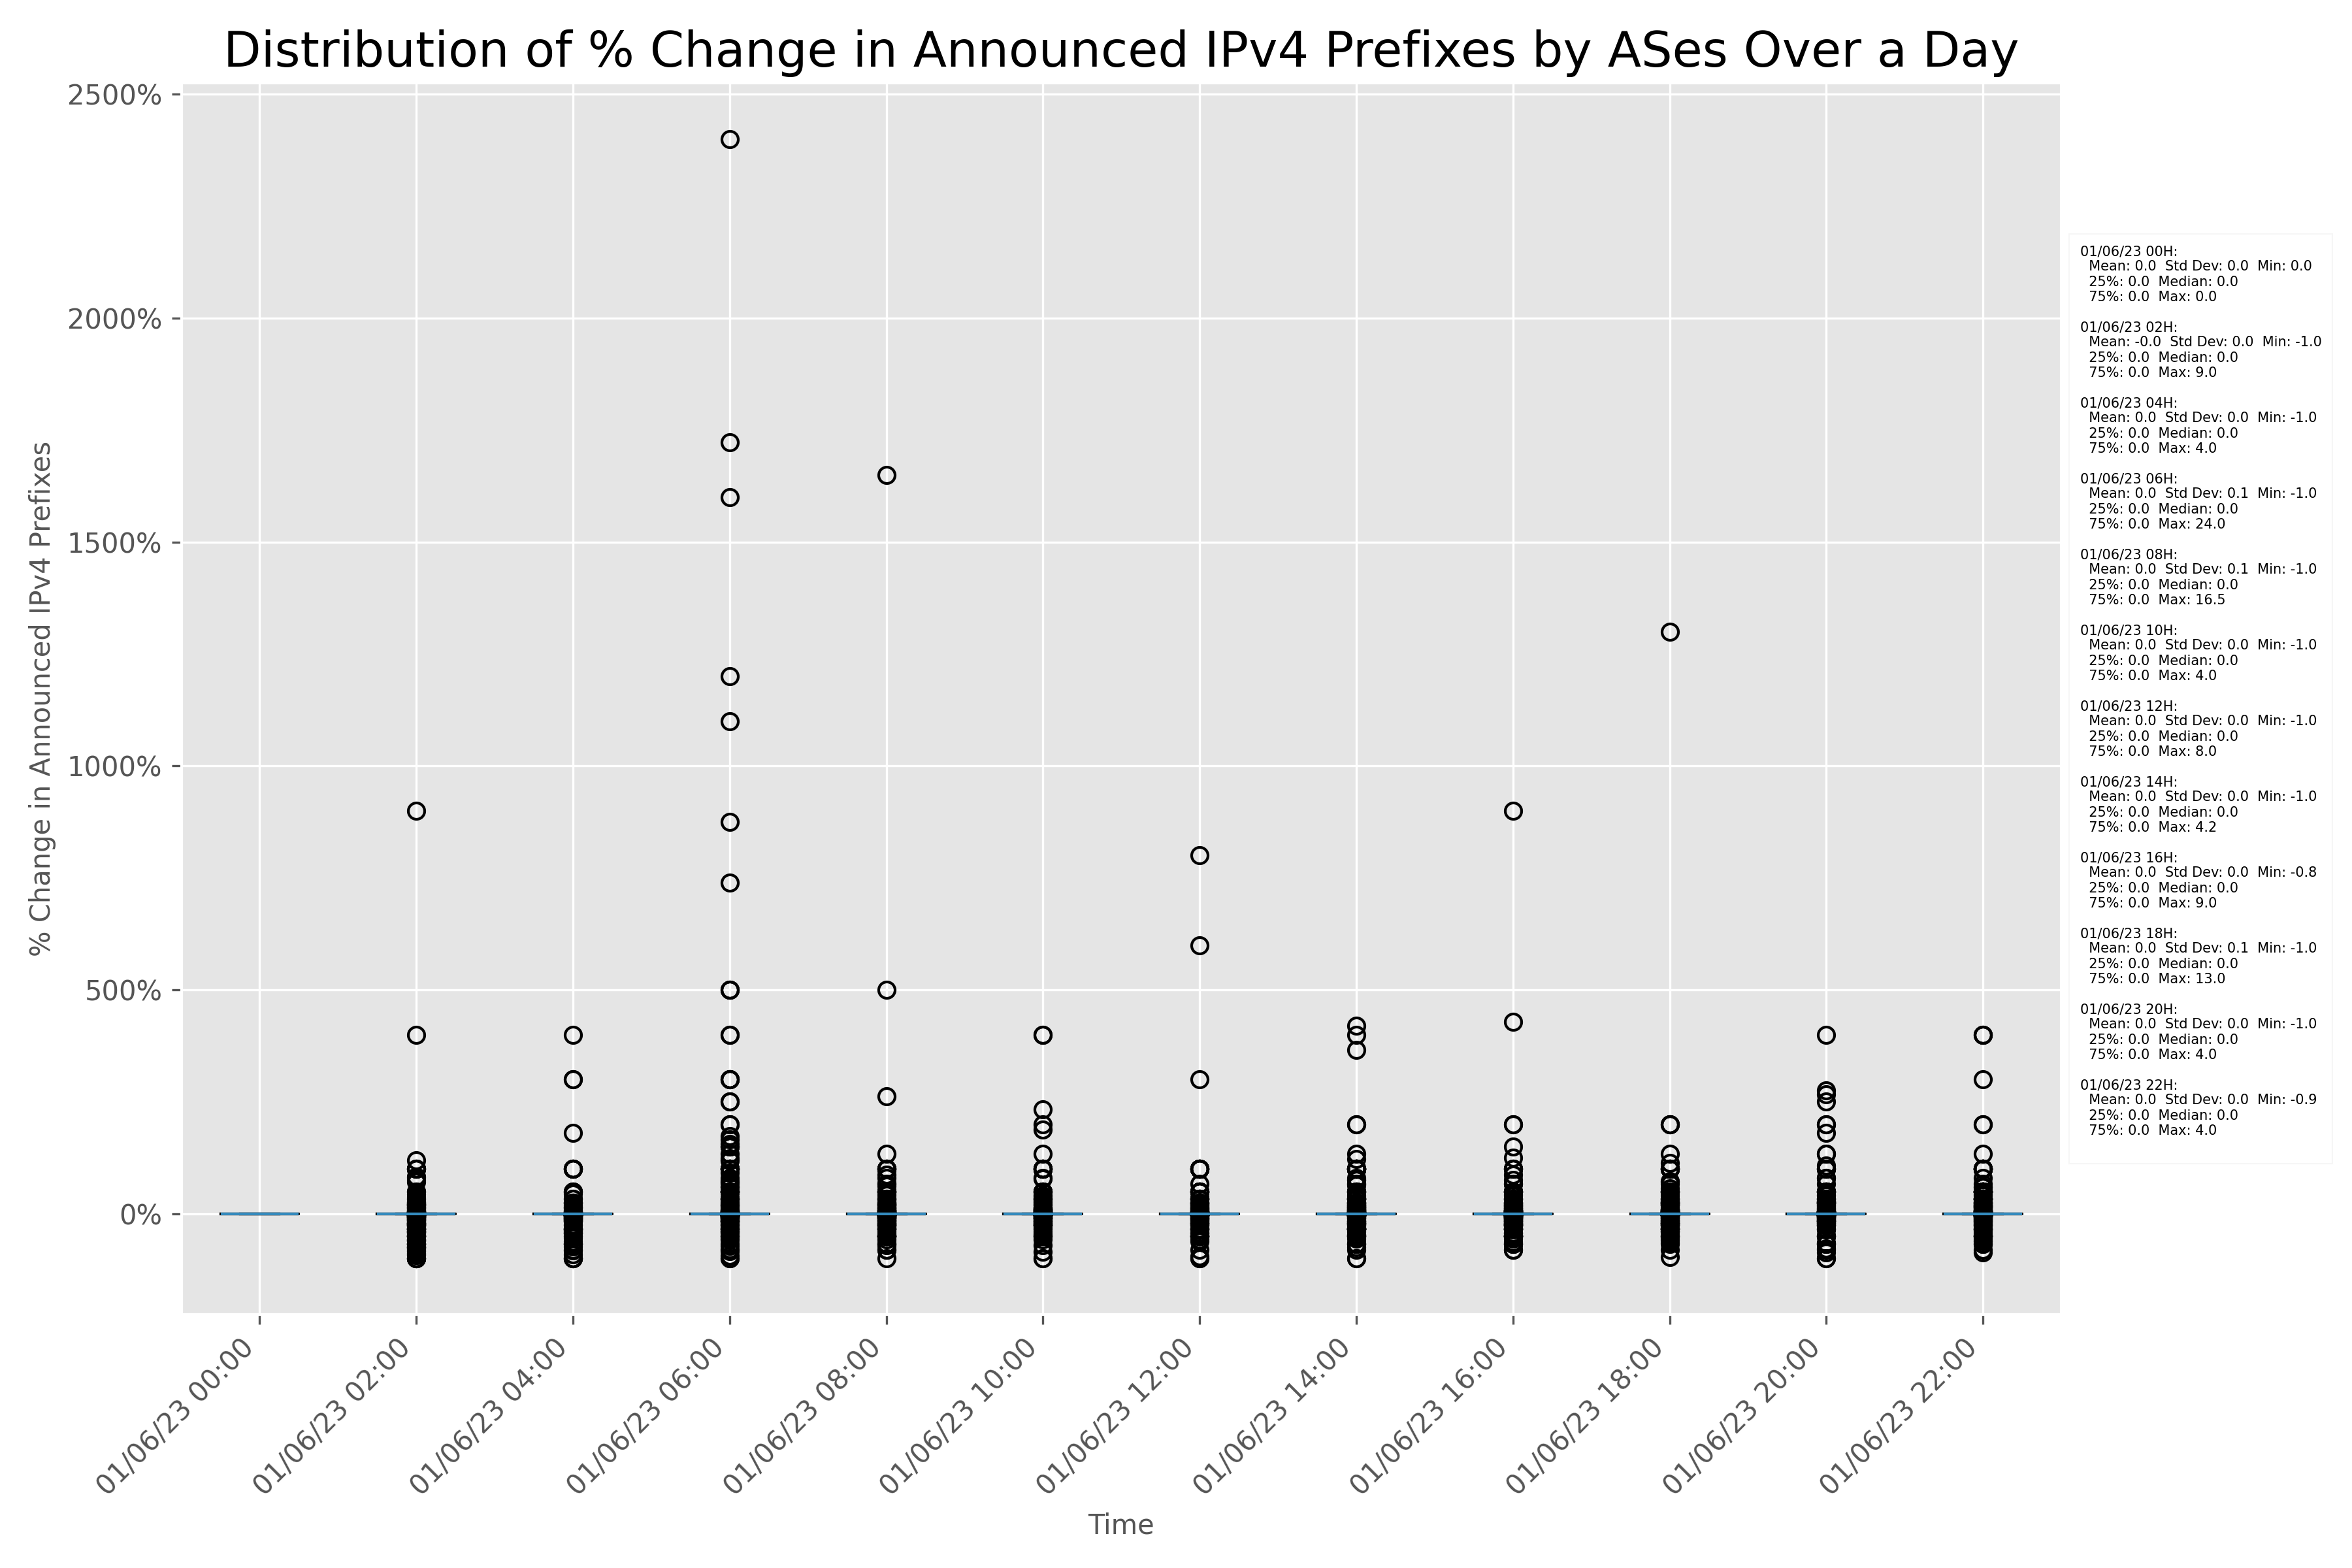 Distribution of % Change in Announced IPv4 Prefixes by ASes Over a Day
% Change in Announced IPv4 Prefixes
2500%
2000%
1500%
1000%
500%
0%
01/06/23 00:00
01/06/23 02:00
01/06/23 04:00
01/06/23 06:00
01/06/23 08:00
01/06/23 10:00
01/06/23 12:00
01/06/23 14:00
01/06/23 16:00
01/06/23 18:00
01/06/23 20:00
01/06/23 22:00
Time
01/06/23 00H:
Mean: 0.0 Std Dev: 0.0 Min: 0.0
25%: 0.0 Median: 0.0
75%: 0.0 Max: 0.0
01/06/23 02H:
Mean: -0.0 Std Dev: 0.0 Min: -1.0
25%: 0.0 Median: 0.0
75%: 0.0 Max: 9.0
01/06/23 04H:
Mean: 0.0 Std Dev: 0.0 Min: -1.0
25%: 0.0 Median: 0.0
75%: 0.0 Max: 4.0
01/06/23 06H:
Mean: 0.0 Std Dev: 0.1 Min: -1.0
25%: 0.0 Median: 0.0
75%: 0.0 Max: 24.0
01/06/23 08H:
Mean: 0.0 Std Dev: 0.1 Min: -1.0
25%: 0.0 Median: 0.0
75%: 0.0 Max: 16.5
01/06/23 10H:
Mean: 0.0 Std Dev: 0.0 Min: -1.0
25%: 0.0 Median: 0.0
75%: 0.0 Max: 4.0
01/06/23 12H:
Mean: 0.0 Std Dev: 0.0 Min: -1.0
25%: 0.0 Median: 0.0
75%: 0.0 Max: 8.0
01/06/23 14H:
Mean: 0.0 Std Dev: 0.0 Min: -1.0
25%: 0.0 Median: 0.0
75%: 0.0 Max: 4.2
01/06/23 16H:
Mean: 0.0 Std Dev: 0.0 Min: -0.8
25%: 0.0 Median: 0.0
75%: 0.0 Max: 9.0
01/06/23 18H:
Mean: 0.0 Std Dev: 0.1 Min: -1.0
25%: 0.0 Median: 0.0
75%: 0.0 Max: 13.0
01/06/23 20H:
Mean: 0.0 Std Dev: 0.0 Min: -1.0
25%: 0.0 Median: 0.0
75%: 0.0 Max: 4.0
01/06/23 22H:
Mean: 0.0 Std Dev: 0.0 Min: -0.9
25%: 0.0 Median: 0.0
75%: 0.0 Max: 4.0